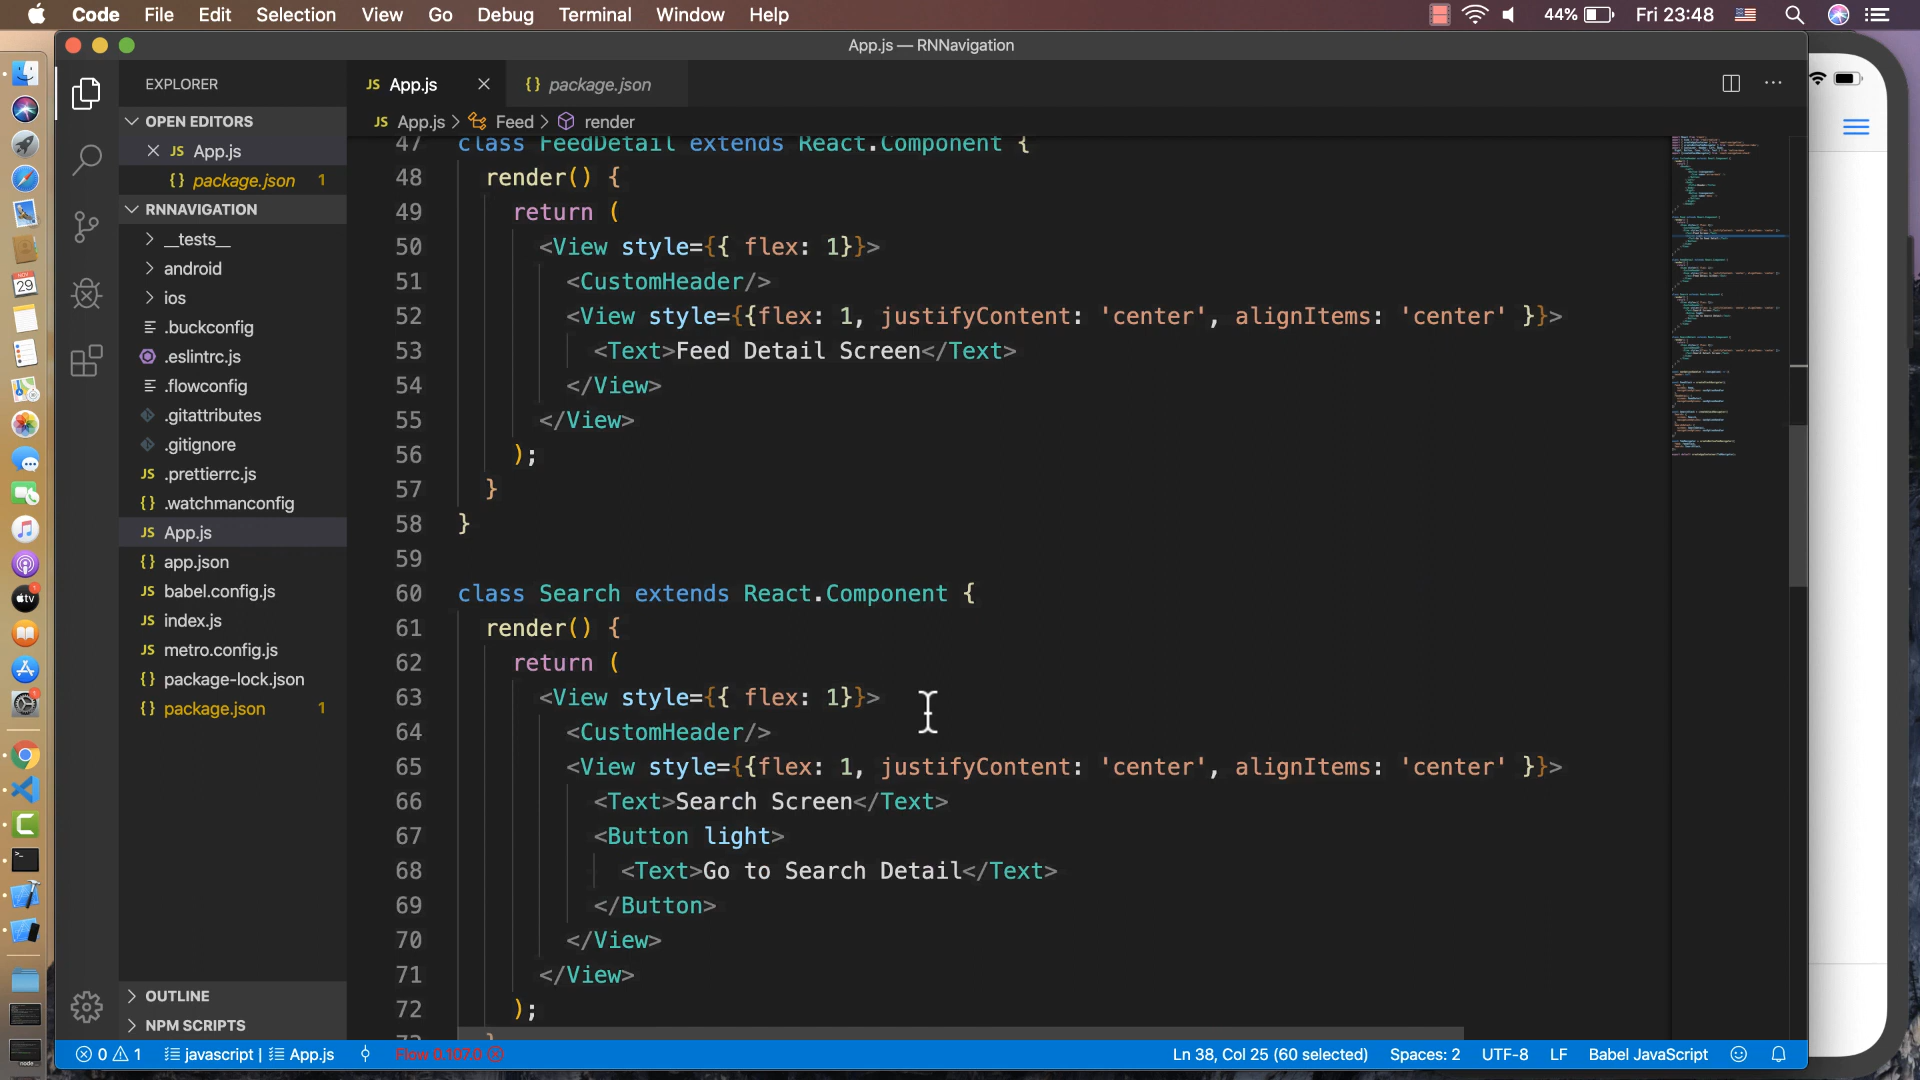 Code File Edit Selection View Go Debug Terminal Window Help 44% Fri 23:48
App.js — RNNavigation
EXPLORER
JS App.js
{} package.json
OPEN EDITORS
JS App.js
{} package.json 1
RNNAVIGATION
__tests__
android
ios
.buckconfig
.eslintrc.js
.flowconfig
.gitattributes
.gitignore
JS .prettierrc.js
{} .watchmanconfig
JS App.js
{} app.json
JS babel.config.js
JS index.js
JS metro.config.js
{} package-lock.json
{} package.json 1
OUTLINE
NPM SCRIPTS
JS App.js > Feed > render
47 class FeedDetail extends React.Component {
48 render() {
49 return (
50 <View style={{ flex: 1}}>
51 <CustomHeader/>
52 <View style={{flex: 1, justifyContent: 'center', alignItems: 'center' }}>
53 <Text>Feed Detail Screen</Text>
54 </View>
55 </View>
56 );
57 }
58 }
59
60 class Search extends React.Component {
61 render() {
62 return (
63 <View style={{ flex: 1}}>
64 <CustomHeader/>
65 <View style={{flex: 1, justifyContent: 'center', alignItems: 'center' }}>
66 <Text>Search Screen</Text>
67 <Button light>
68 <Text>Go to Search Detail</Text>
69 </Button>
70 </View>
71 </View>
72 );
73 }
0 1 javascript | App.js Flow 0.107.0 Ln 38, Col 25 (60 selected) Spaces: 2 UTF-8 LF Babel JavaScript
NOV
29
tv